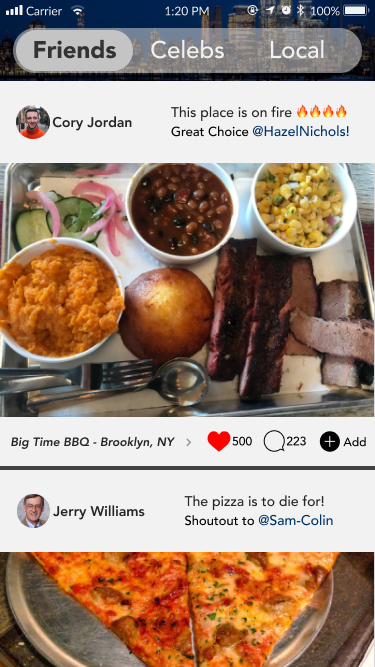 Carrier 1:20 PM 100%
Friends Celebs Local
Cory Jordan
This place is on fire 🔥🔥🔥🔥
Great Choice @HazelNichols!
Big Time BBQ - Brooklyn, NY > 500 223 Add
Jerry Williams
The pizza is to die for!
Shoutout to @Sam-Colin